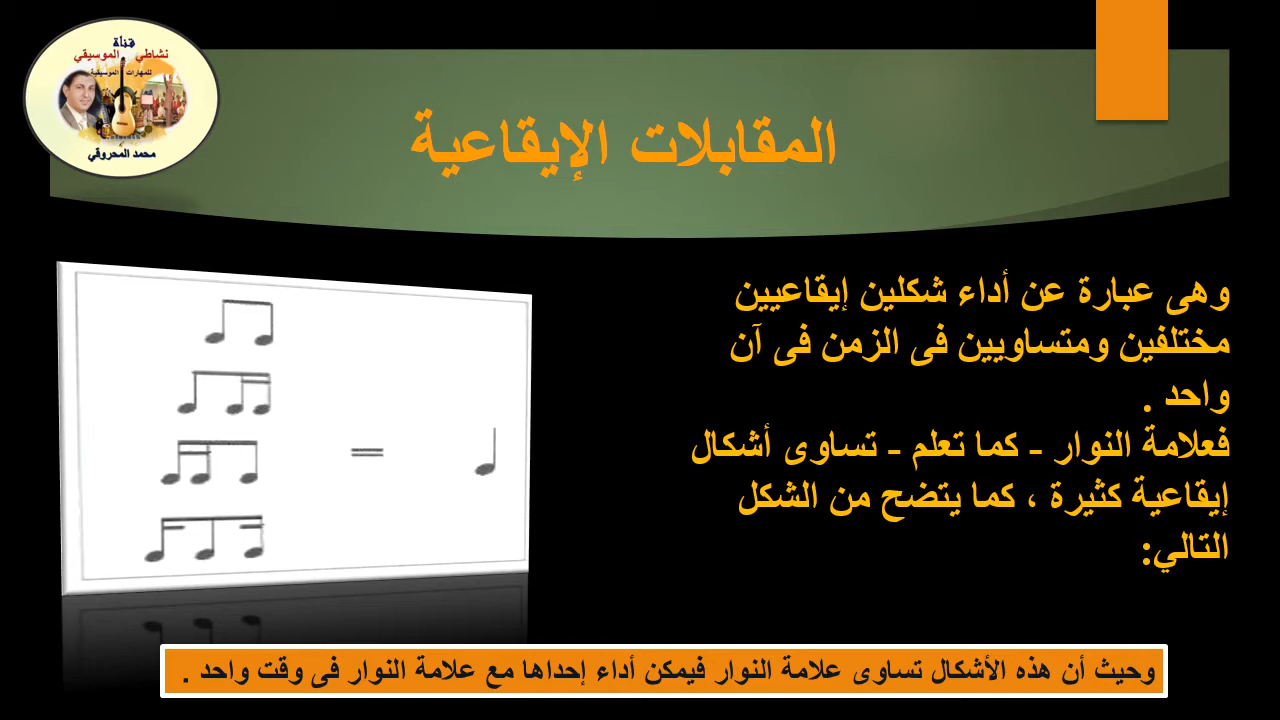 قناة
نشاطي الموسيقي
للمهارات الموسيقية
محمد المحروقي
المقابلات الإيقاعية
وهى عبارة عن أداء شكلين إيقاعيين
مختلفين ومتساويين فى الزمن فى آن
واحد .
فعلامة النوار - كما تعلم - تساوى أشكال
إيقاعية كثيرة ، كما يتضح من الشكل
التالي:
=
وحيث أن هذه الأشكال تساوى علامة النوار فيمكن أداء إحداها مع علامة النوار فى وقت واحد .